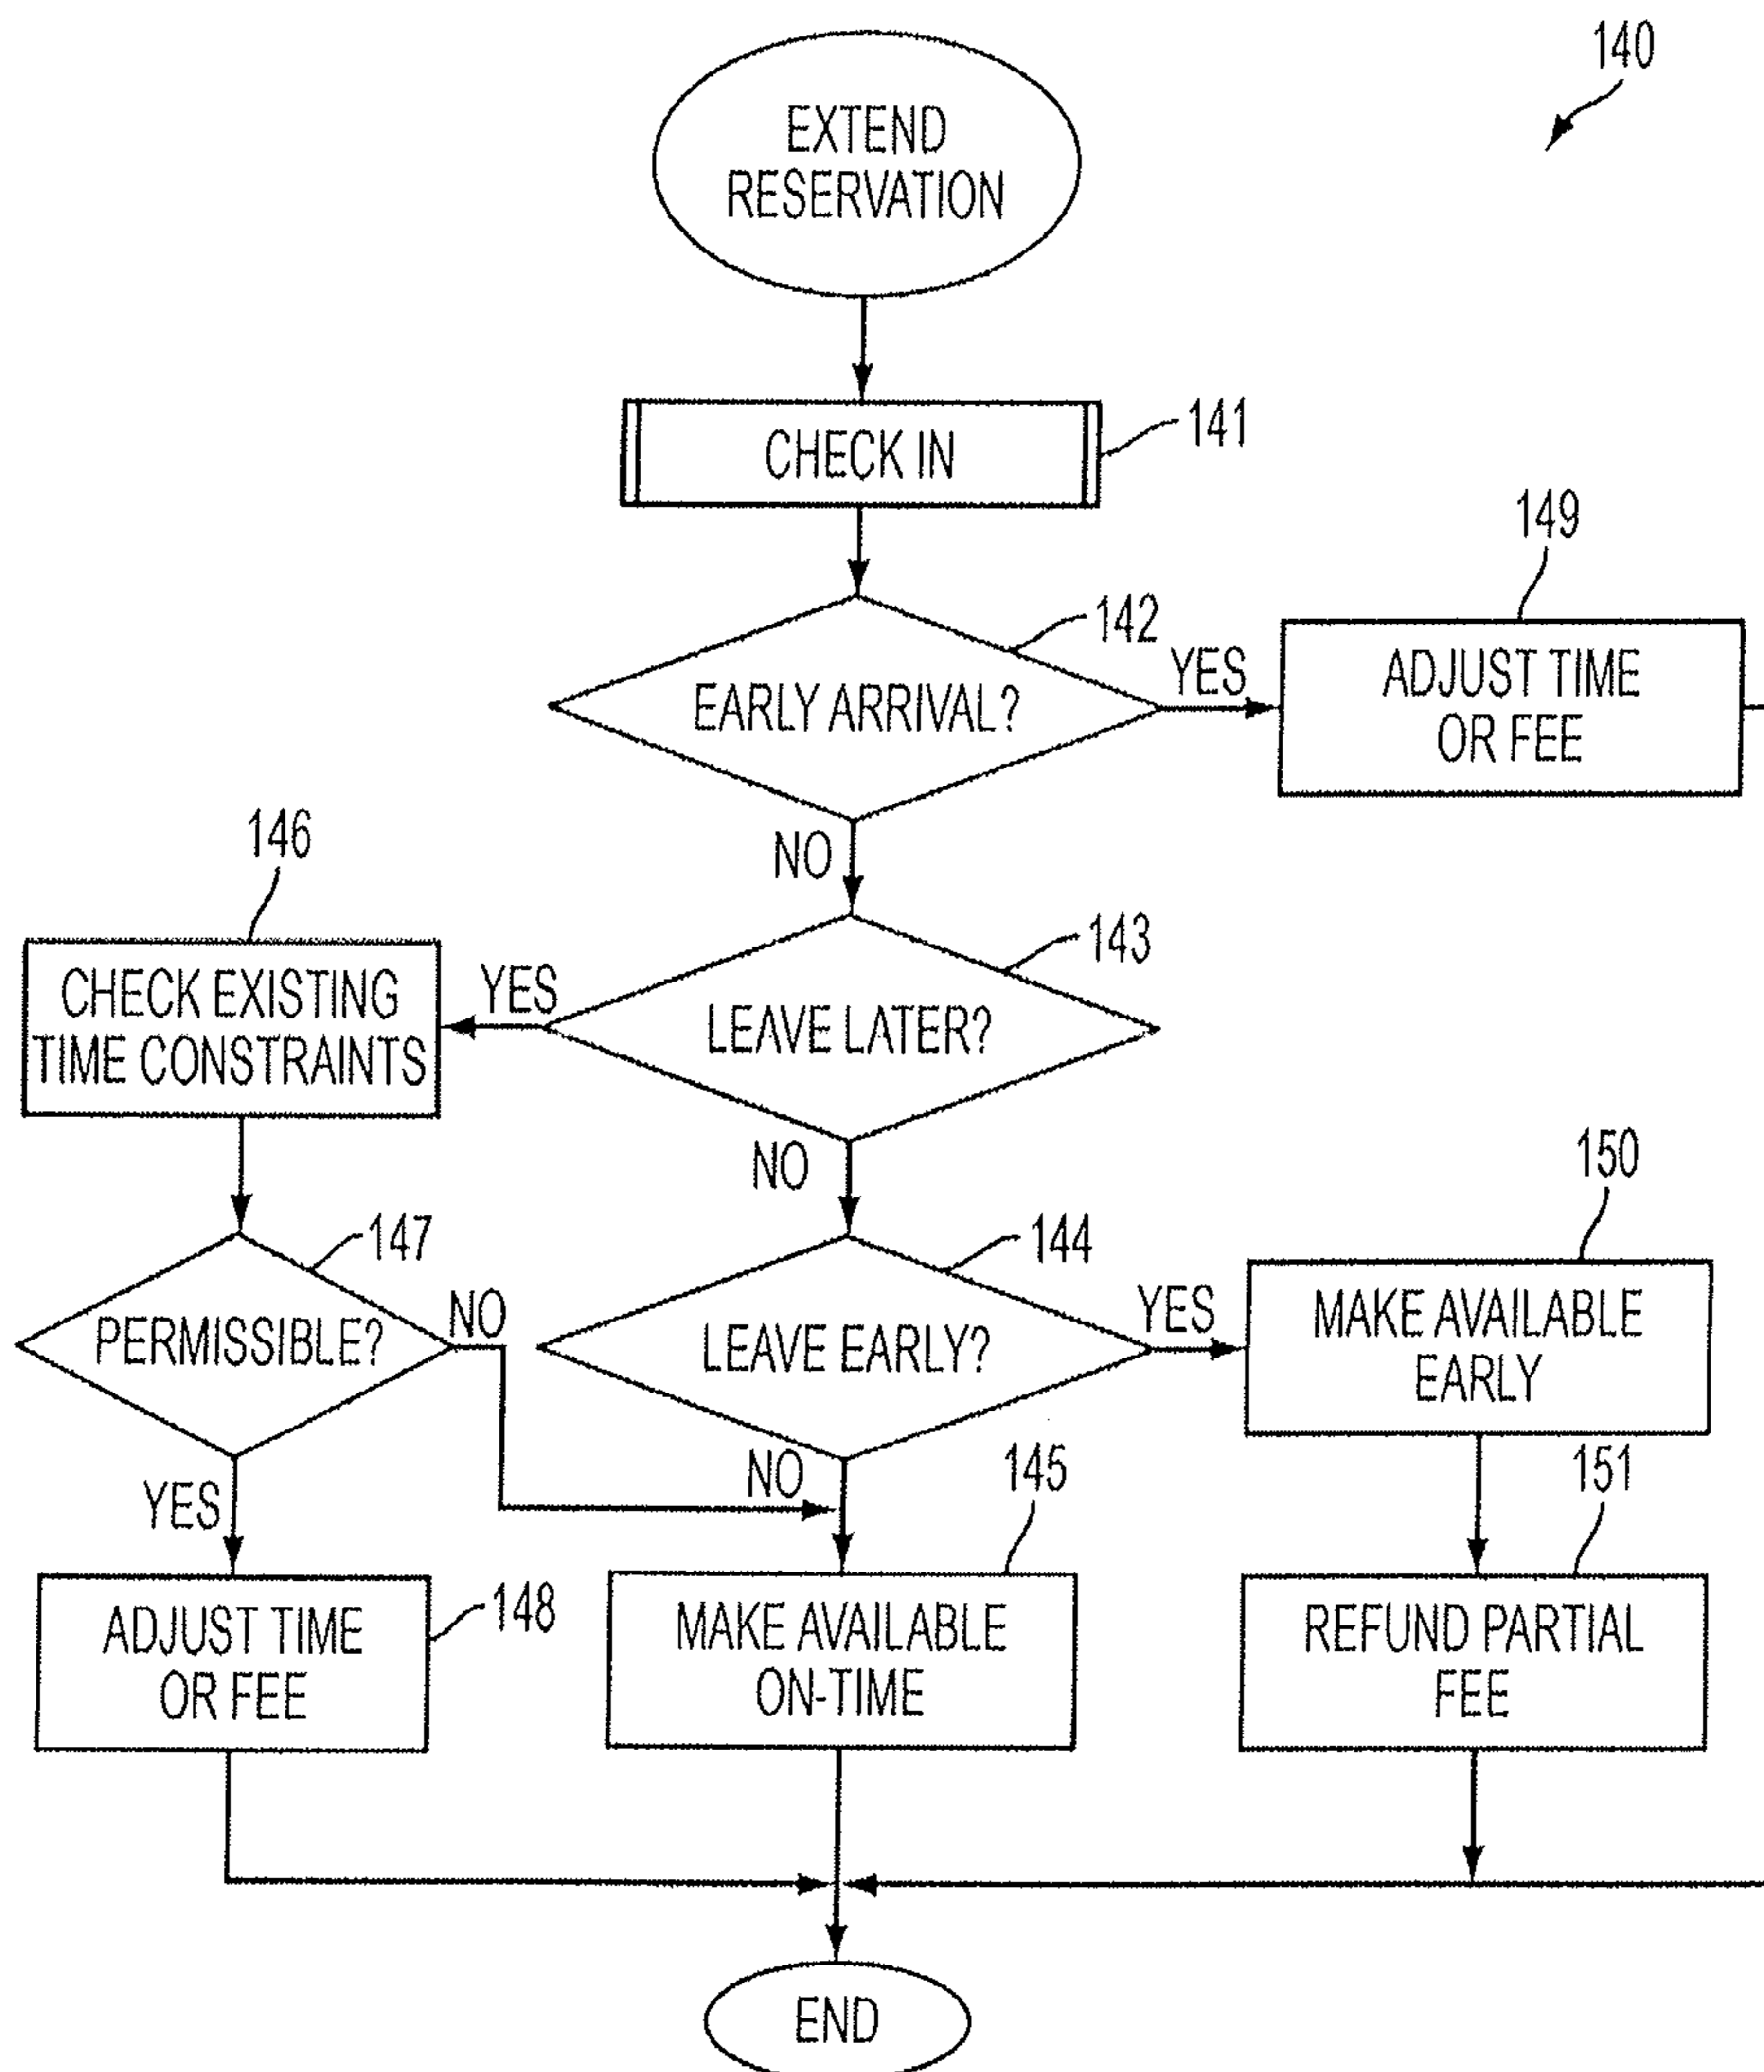 140
EXTEND
RESERVATION
CHECK IN
141
149
142
EARLY ARRIVAL?
YES
ADJUST TIME
OR FEE
NO
146
143
CHECK EXISTING
TIME CONSTRAINTS
YES
LEAVE LATER?
NO
150
147
144
PERMISSIBLE?
NO
LEAVE EARLY?
YES
MAKE AVAILABLE
EARLY
YES
NO
145
151
ADJUST TIME
OR FEE
148
MAKE AVAILABLE
ON-TIME
REFUND PARTIAL
FEE
END